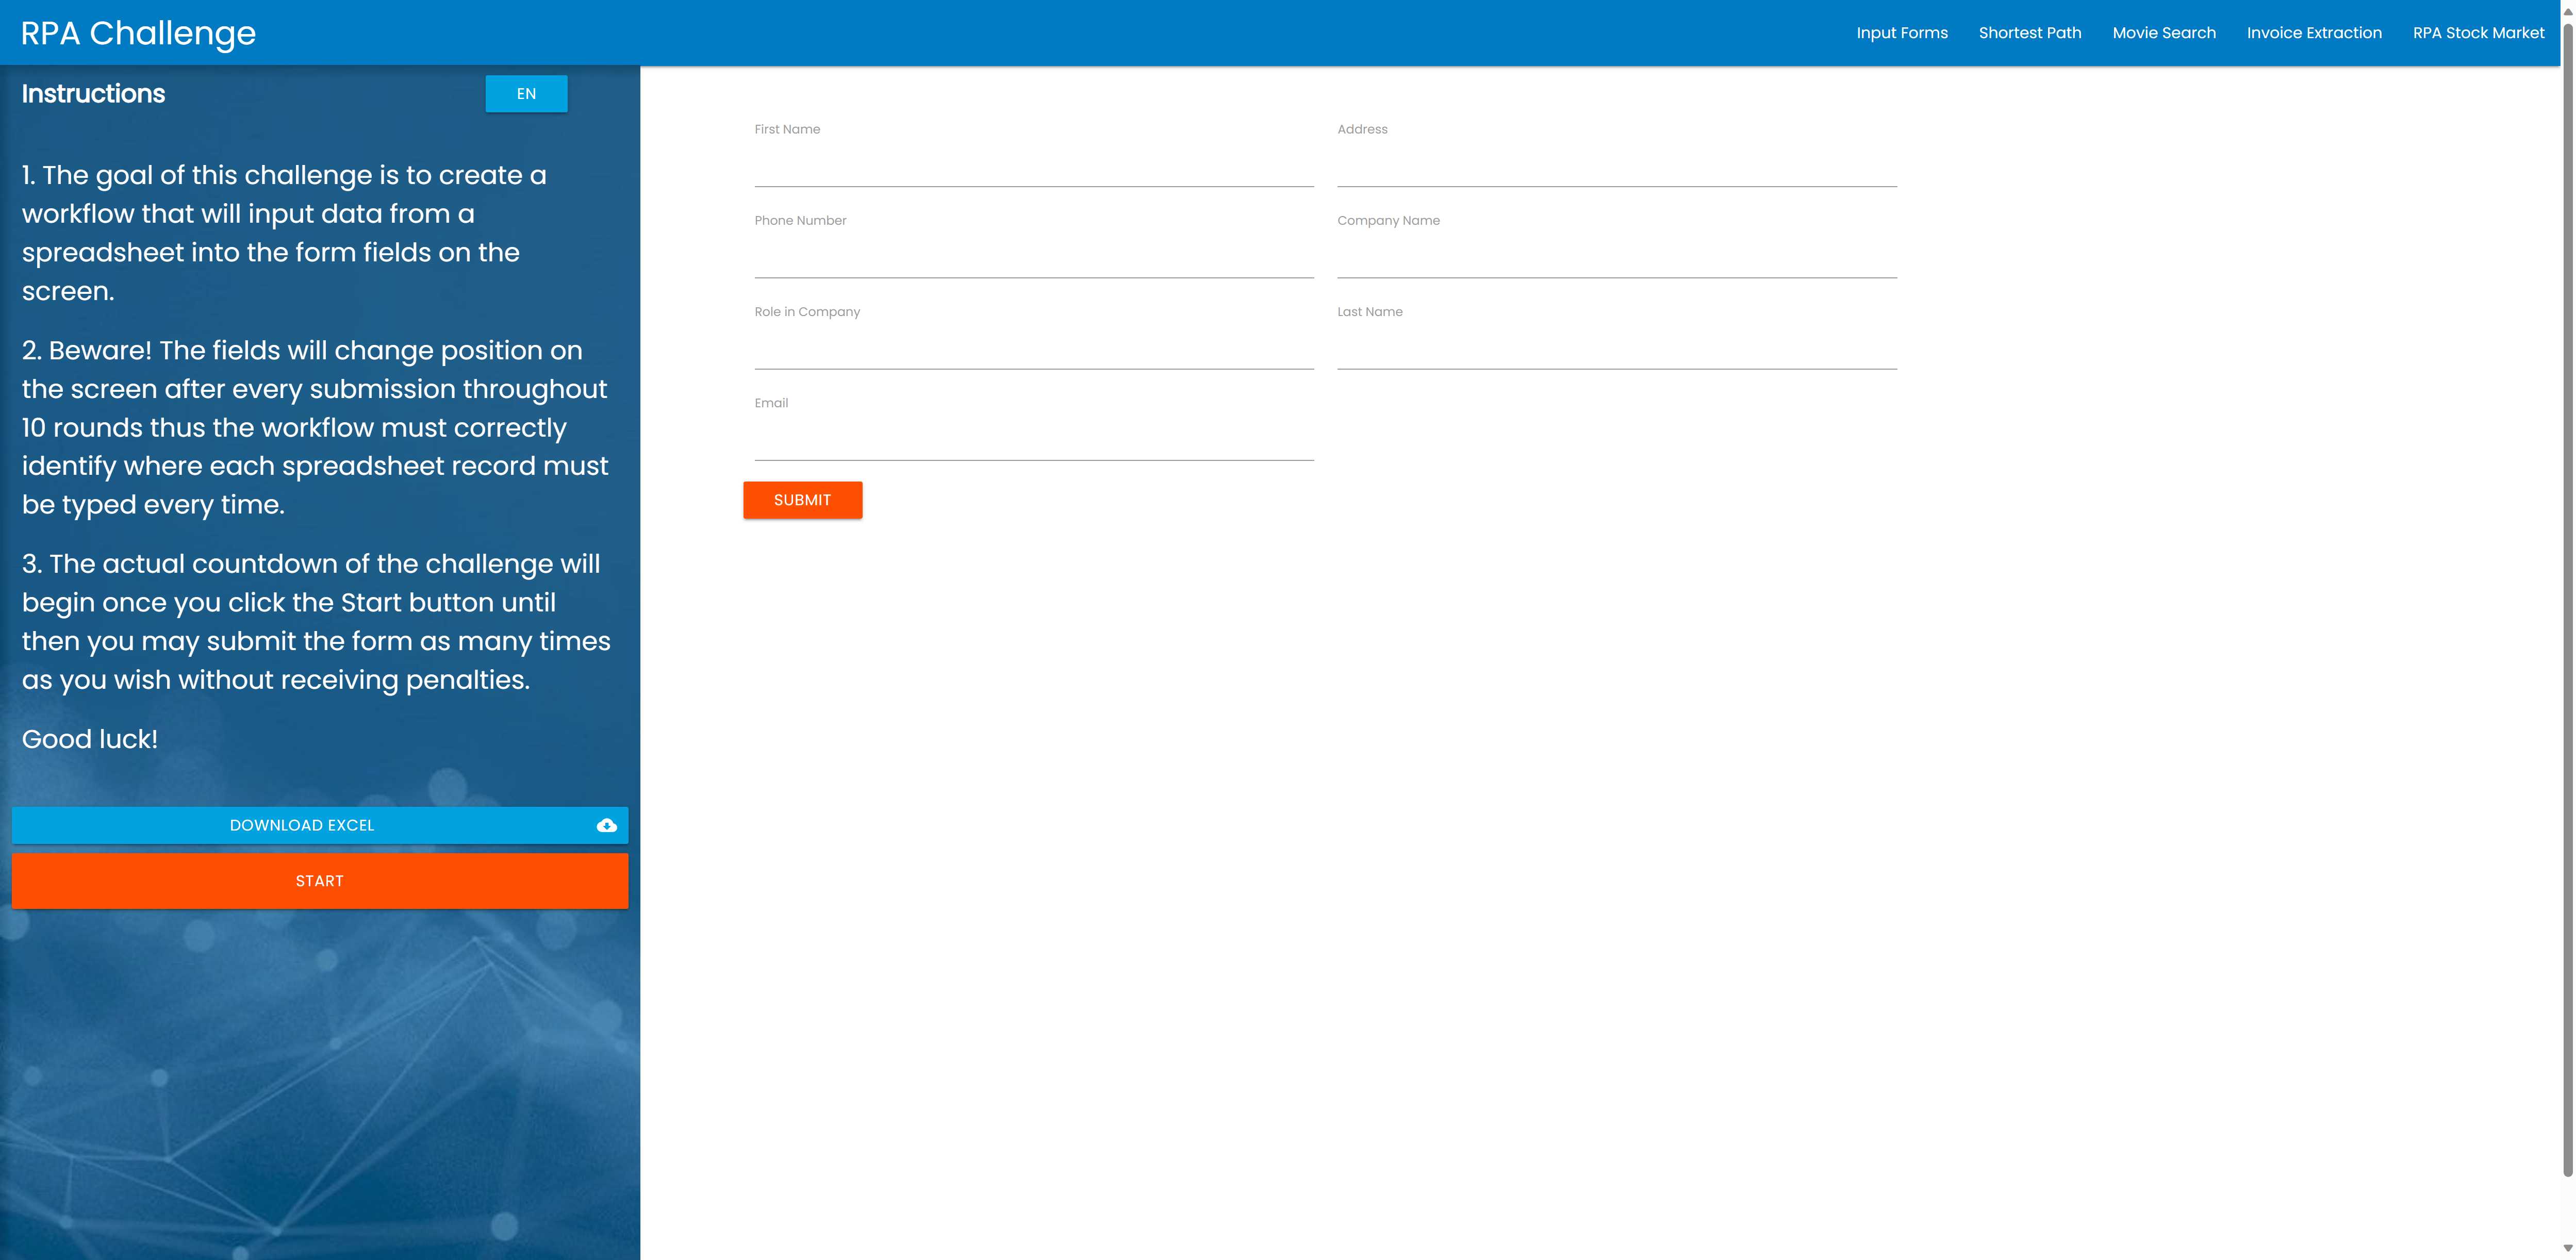 RPA Challenge
Input Forms
Shortest Path
Movie Search
Invoice Extraction
RPA Stock Market
Instructions
EN
1. The goal of this challenge is to create a
workflow that will input data from a
spreadsheet into the form fields on the
screen.
2. Beware! The fields will change position on
the screen after every submission throughout
10 rounds thus the workflow must correctly
identify where each spreadsheet record must
be typed every time.
3. The actual countdown of the challenge will
begin once you click the Start button until
then you may submit the form as many times
as you wish without receiving penalties.
Good luck!
DOWNLOAD EXCEL
START
First Name
Address
Phone Number
Company Name
Role in Company
Last Name
Email
SUBMIT